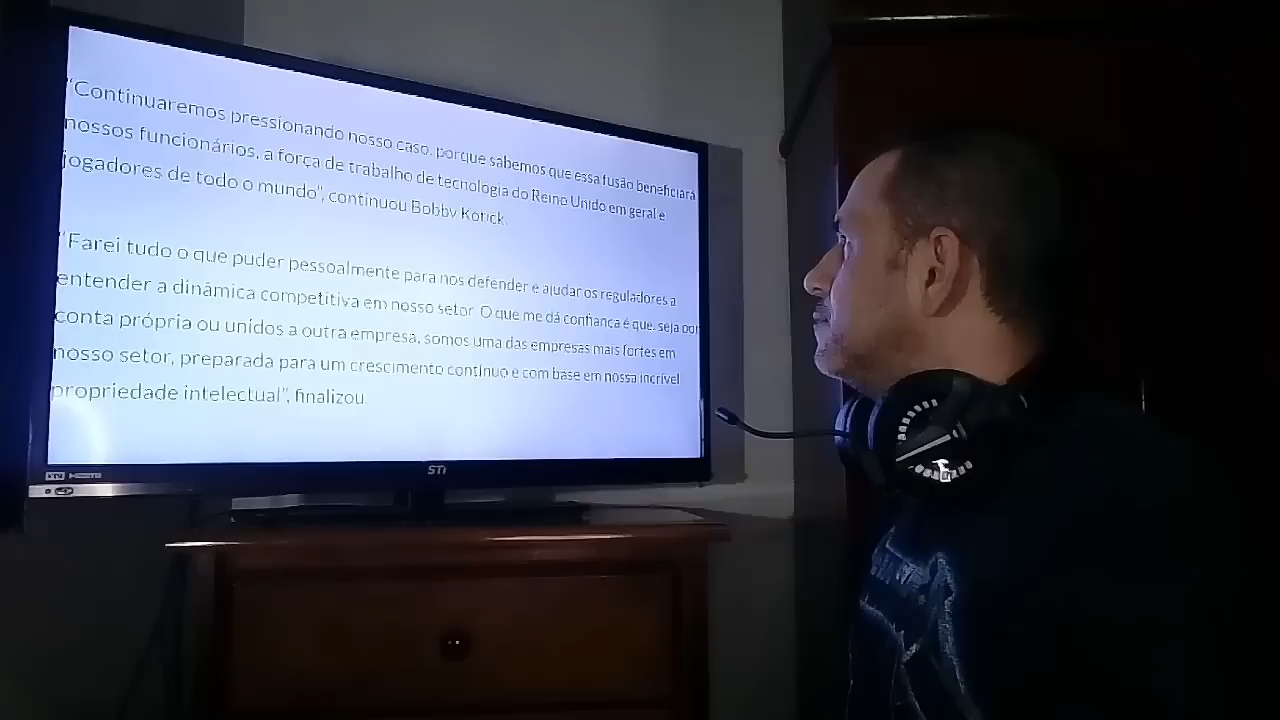 “Continuaremos pressionando nosso caso, porque sabemos que essa fusão beneficiará
nossos funcionários, a força de trabalho de tecnologia do Reino Unido em geral e
jogadores de todo o mundo”, continuou Bobby Kotick.
“Farei tudo o que puder pessoalmente para nos defender e ajudar os reguladores a
entender a dinâmica competitiva em nosso setor. O que me dá confiança é que, seja por
conta própria ou unidos a outra empresa, somos uma das empresas mais fortes em
nosso setor, preparada para um crescimento contínuo e com base em nossa incrível
propriedade intelectual”, finalizou.
DTV HDMI
STi